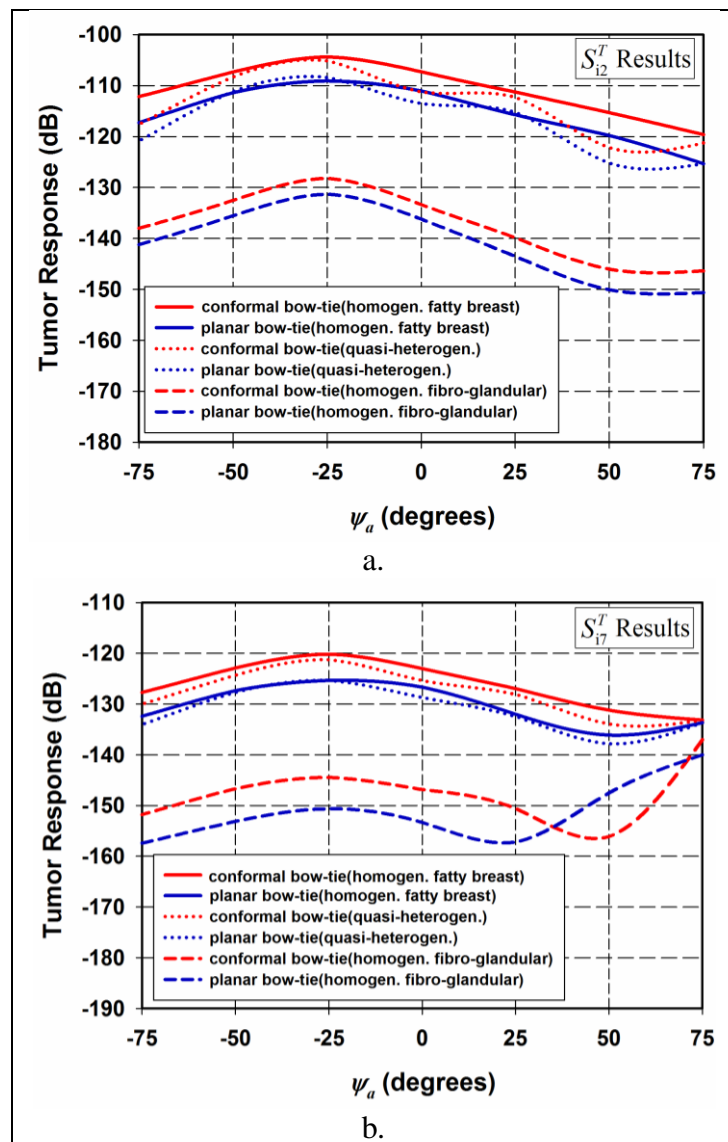 -100
-110
-120
-130
-140
-150
-160
-170
-180
Tumor Response (dB)
S^T_i2 Results
conformal bow-tie(homogen. fatty breast)
planar bow-tie(homogen. fatty breast)
conformal bow-tie(quasi-heterogen.)
planar bow-tie(quasi-heterogen.)
conformal bow-tie(homogen. fibro-glandular)
planar bow-tie(homogen. fibro-glandular)
-75 -50 -25 0 25 50 75
ψa (degrees)
a.
-110
-120
-130
-140
-150
-160
-170
-180
-190
Tumor Response (dB)
S^T_i7 Results
conformal bow-tie(homogen. fatty breast)
planar bow-tie(homogen. fatty breast)
conformal bow-tie(quasi-heterogen.)
planar bow-tie(quasi-heterogen.)
conformal bow-tie(homogen. fibro-glandular)
planar bow-tie(homogen. fibro-glandular)
-75 -50 -25 0 25 50 75
ψa (degrees)
b.